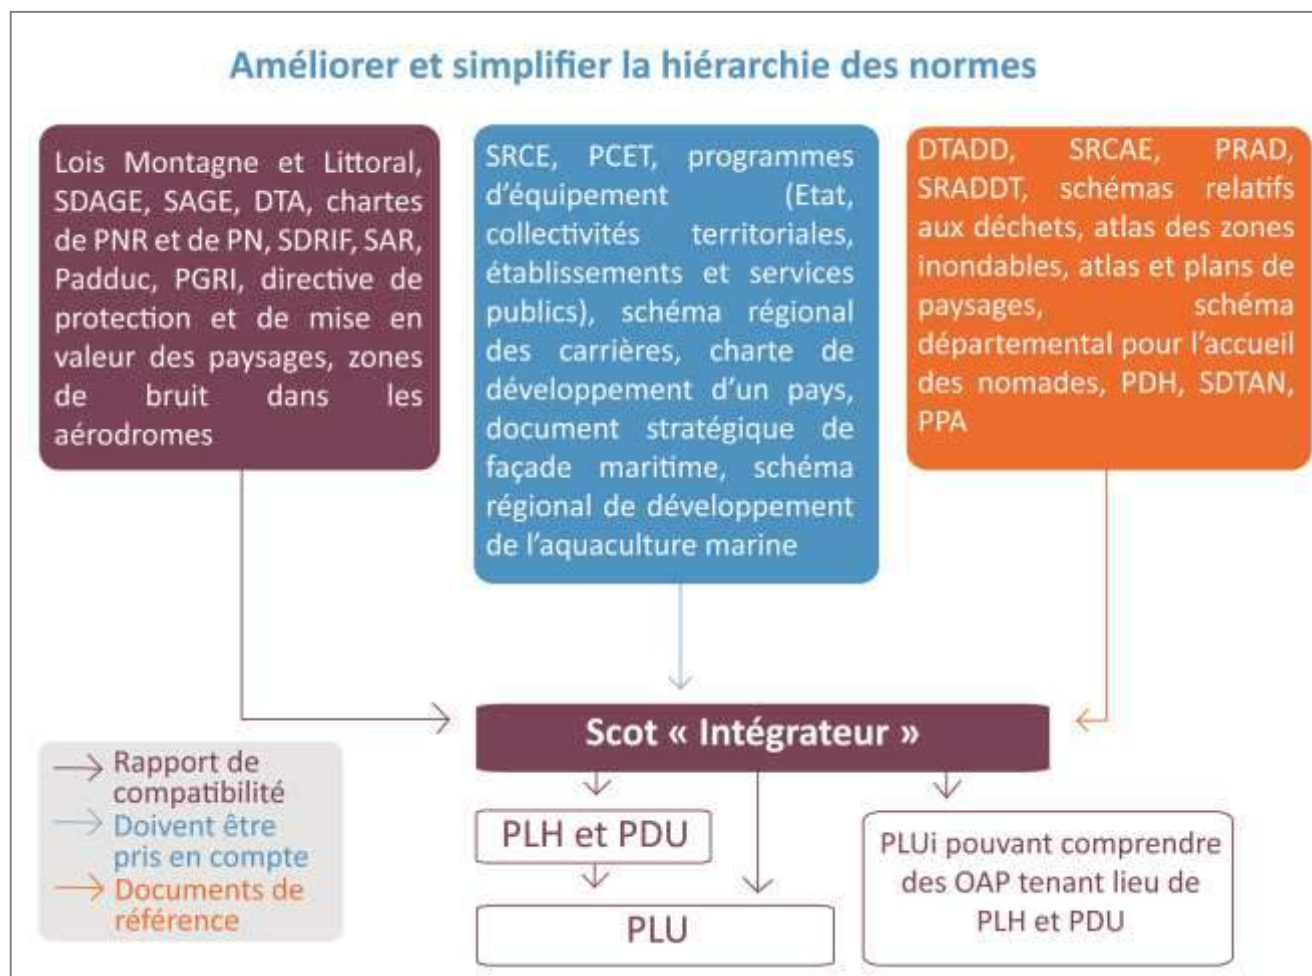 Améliorer et simplifier la hiérarchie des normes
Lois Montagne et Littoral,
SDAGE, SAGE, DTA, chartes
de PNR et de PN, SDRIF, SAR,
Padduc, PGRI, directive de
protection et de mise en
valeur des paysages, zones
de bruit dans les
aérodromes
SRCE, PCET, programmes
d'équipement (Etat,
collectivités territoriales,
établissements et services
publics), schéma régional
des carrières, charte de
développement d'un pays,
document stratégique de
façade maritime, schéma
régional de développement
de l'aquaculture marine
DTADD, SRCAE, PRAD,
SRADDT, schémas relatifs
aux déchets, atlas des zones
inondables, atlas et plans de
paysages, schéma
départemental pour l'accueil
des nomades, PDH, SDTAN,
PPA
Scot « Intégrateur »
Rapport de
compatibilité
Doivent être
pris en compte
Documents de
référence
PLH et PDU
PLU
PLUi pouvant comprendre
des OAP tenant lieu de
PLH et PDU